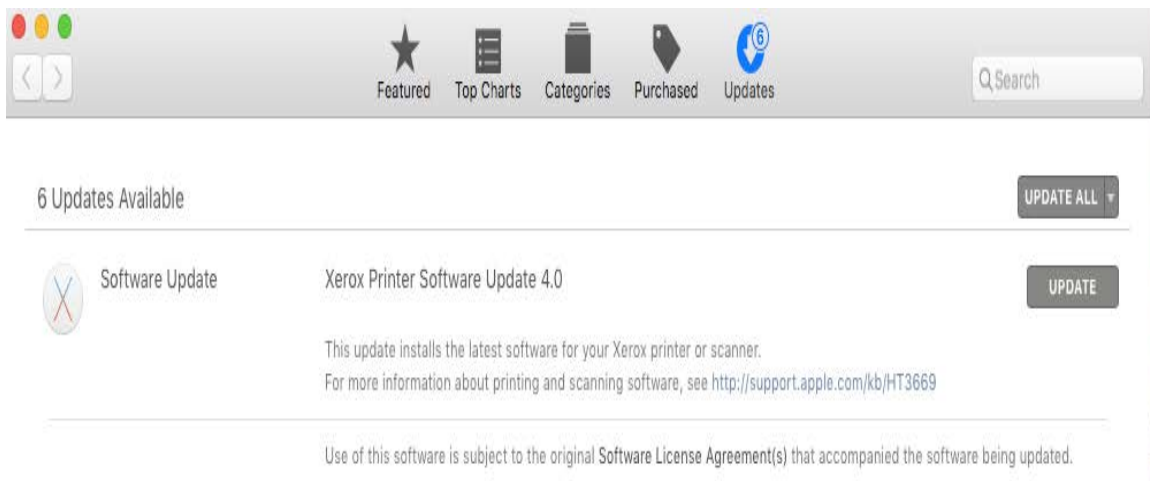 6
Featured Top Charts Categories Purchased Updates
Search
6 Updates Available
UPDATE ALL
Software Update
Xerox Printer Software Update 4.0
UPDATE
This update installs the latest software for your Xerox printer or scanner.
For more information about printing and scanning software, see http://support.apple.com/kb/HT3669
Use of this software is subject to the original Software License Agreement(s) that accompanied the software being updated.